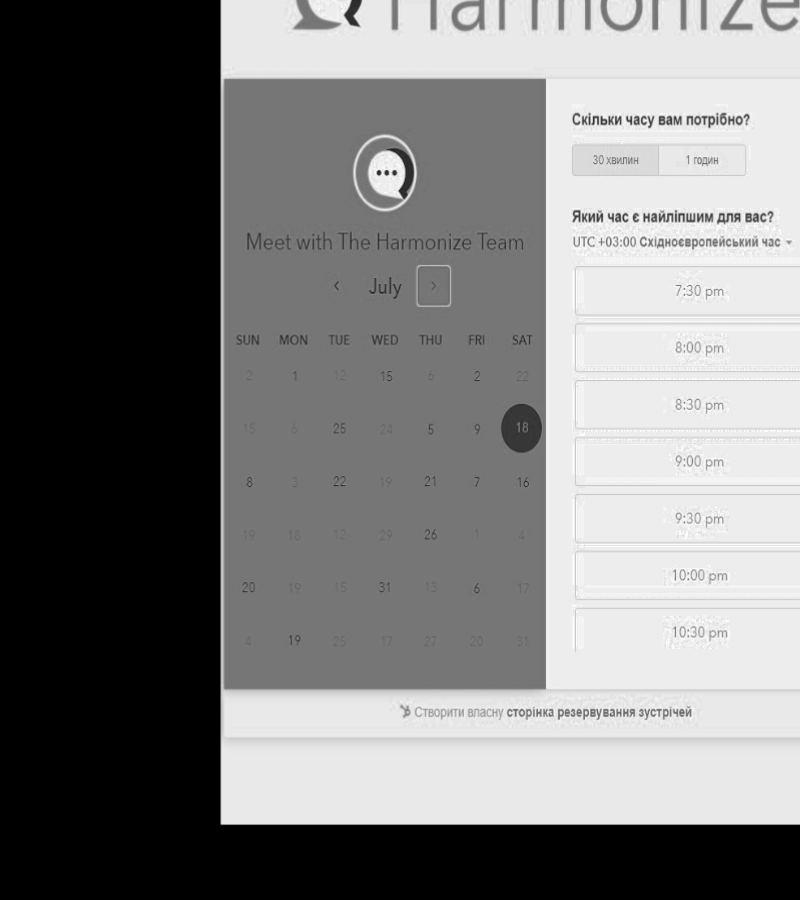 Harmonize
Meet with The Harmonize Team
July
SUN MON TUE WED THU FRI SAT
2 1 12 15 6 2 22
15 6 25 24 5 9 18
8 3 22 19 21 7 16
19 18 12 29 26 1 4
20 19 15 31 13 6 17
4 19 25 17 27 20 31
Скільки часу вам потрібно?
30 хвилин 1 годин
Який час є найліпшим для вас?
UTC +03:00 Східноєвропейський час
7:30 pm
8:00 pm
8:30 pm
9:00 pm
9:30 pm
10:00 pm
10:30 pm
Створити власну сторінка резервування зустрічей